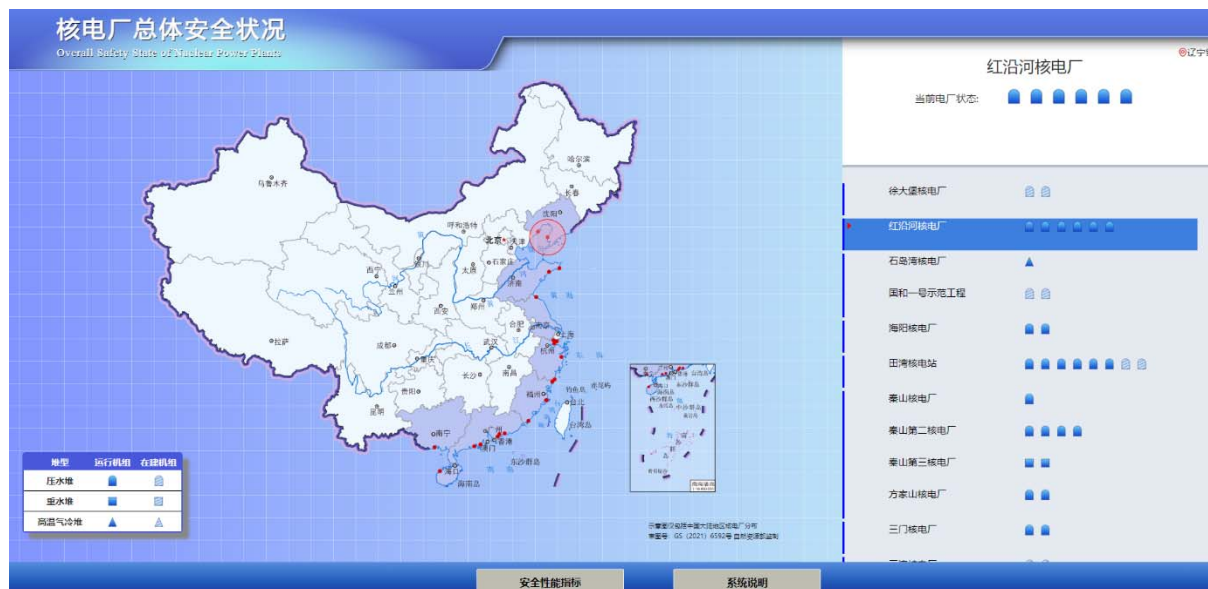 核电厂总体安全状况
Overall Safety State of Nuclear Power Plants
红沿河核电厂
当前电厂状态:
徐大堡核电厂
红沿河核电厂
石岛湾核电厂
国和一号示范工程
海阳核电厂
田湾核电站
秦山核电厂
秦山第二核电厂
秦山第三核电厂
方家山核电厂
三门核电厂
哈尔滨
长春
乌鲁木齐
沈阳
呼和浩特
北京
天津
石家庄
太原
济南
西宁
兰州
郑州
西安
合肥
南京
上海
拉萨
成都
武汉
杭州
重庆
长沙
南昌
贵阳
福州
钓鱼岛
赤尾屿
台北
昆明
台湾岛
南宁
广州
香港
澳门
东沙群岛
海口
海南岛
堆型 运行机组 在建机组
压水堆
重水堆
高温气冷堆
示意图仅包括中国大陆地区核电厂分布
审图号: GS (2021) 6592号 自然资源部监制
安全性能指标
系统说明